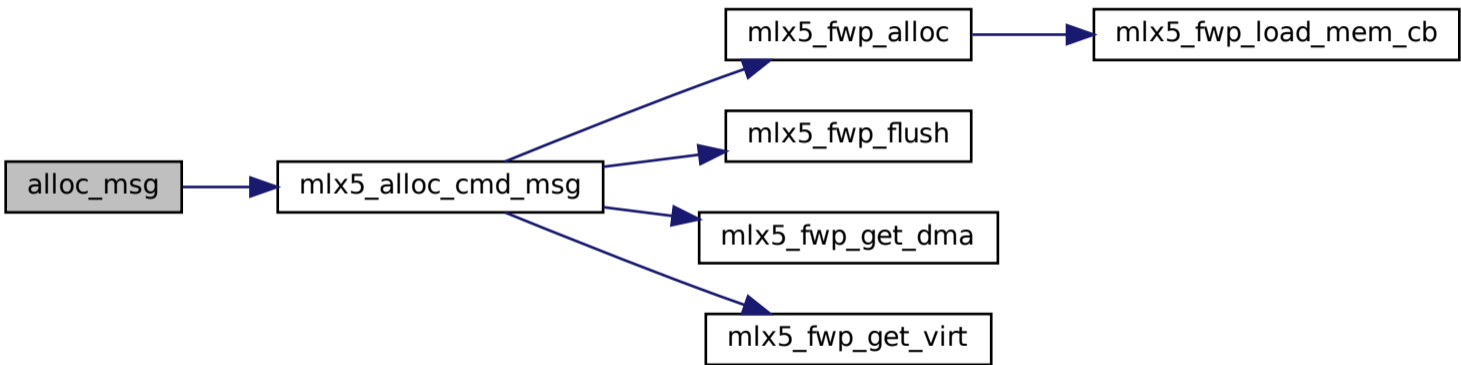 alloc_msg
mlx5_alloc_cmd_msg
mlx5_fwp_alloc
mlx5_fwp_load_mem_cb
mlx5_fwp_flush
mlx5_fwp_get_dma
mlx5_fwp_get_virt